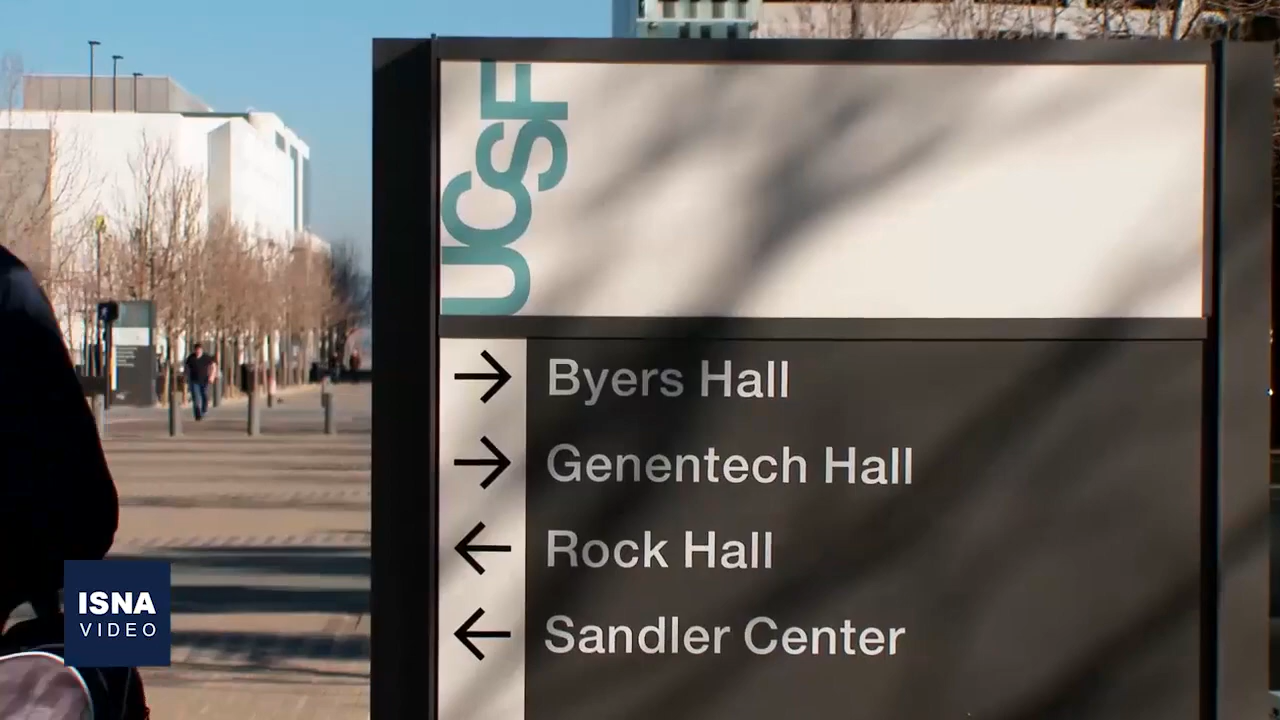 UCSF
→ Byers Hall
→ Genentech Hall
← Rock Hall
← Sandler Center
ISNA
VIDEO